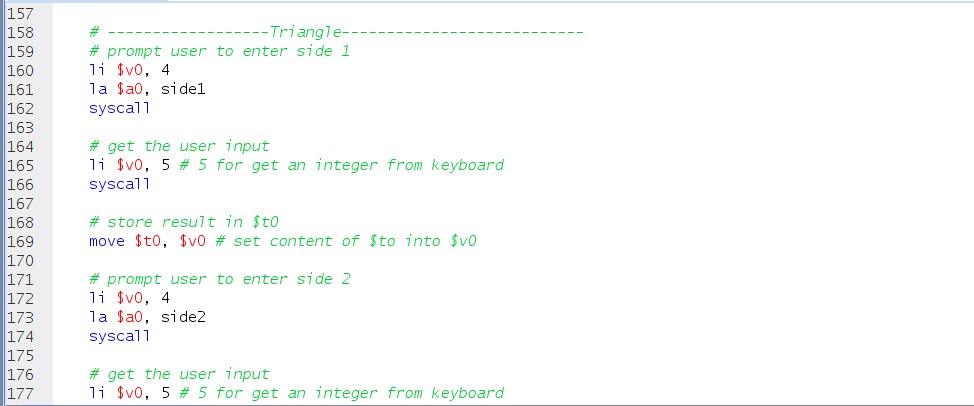 157
158 # ------------------Triangle---------------------------
159 # prompt user to enter side 1
160 li $v0, 4
161 la $a0, side1
162 syscall
163
164 # get the user input
165 li $v0, 5 # 5 for get an integer from keyboard
166 syscall
167
168 # store result in $t0
169 move $t0, $v0 # set content of $to into $v0
170
171 # prompt user to enter side 2
172 li $v0, 4
173 la $a0, side2
174 syscall
175
176 # get the user input
177 li $v0, 5 # 5 for get an integer from keyboard